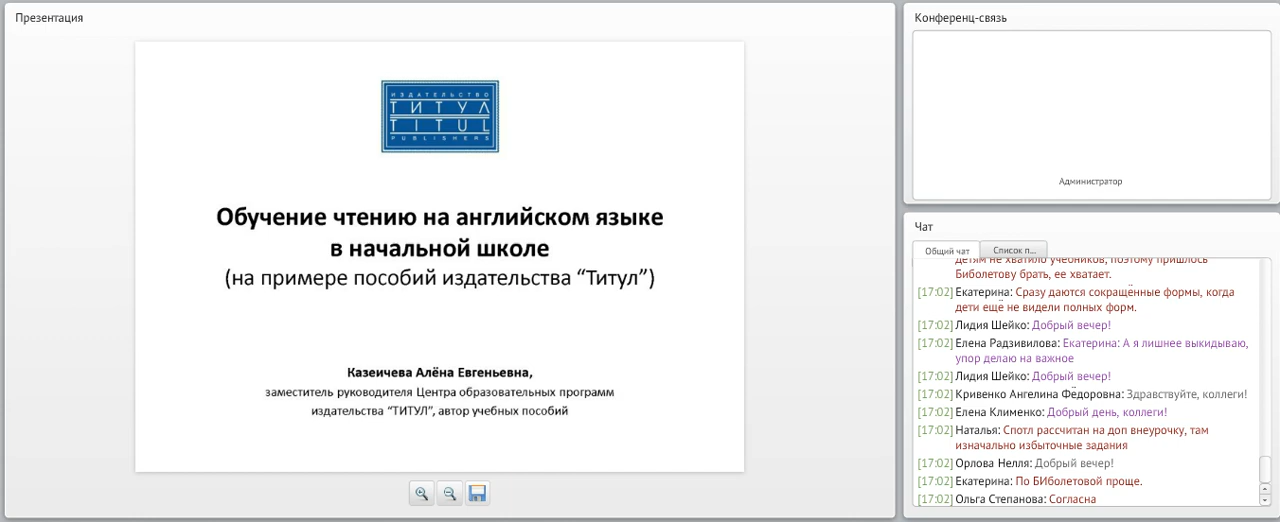 Презентация
ИЗДАТЕЛЬСТВО
ТИТУЛ
TITUL
PUBLISHERS
Обучение чтению на английском языке
в начальной школе
(на примере пособий издательства “Титул”)
Казеичева Алёна Евгеньевна,
заместитель руководителя Центра образовательных программ
издательства “ТИТУЛ”, автор учебных пособий
Конференц-связь
Администратор
Чат
Общий чат
Список п...
детям не хватило учебников, поэтому пришлось
Биболетову брать, ее хватает.
[17:02] Екатерина: Сразу даются сокращённые формы, когда
дети ещё не видели полных форм.
[17:02] Лидия Шейко: Добрый вечер!
[17:02] Елена Радзивилова: Екатерина: А я лишнее выкидываю,
упор делаю на важное
[17:02] Лидия Шейко: Добрый вечер!
[17:02] Кривенко Ангелина Фёдоровна: Здравствуйте, коллеги!
[17:02] Елена Клименко: Добрый день, коллеги!
[17:02] Наталья: Спотл рассчитан на доп внеурочку, там
изначально избыточные задания
[17:02] Орлова Нелля: Добрый вечер!
[17:02] Екатерина: По БИболетовой проще.
[17:02] Ольга Степанова: Согласна